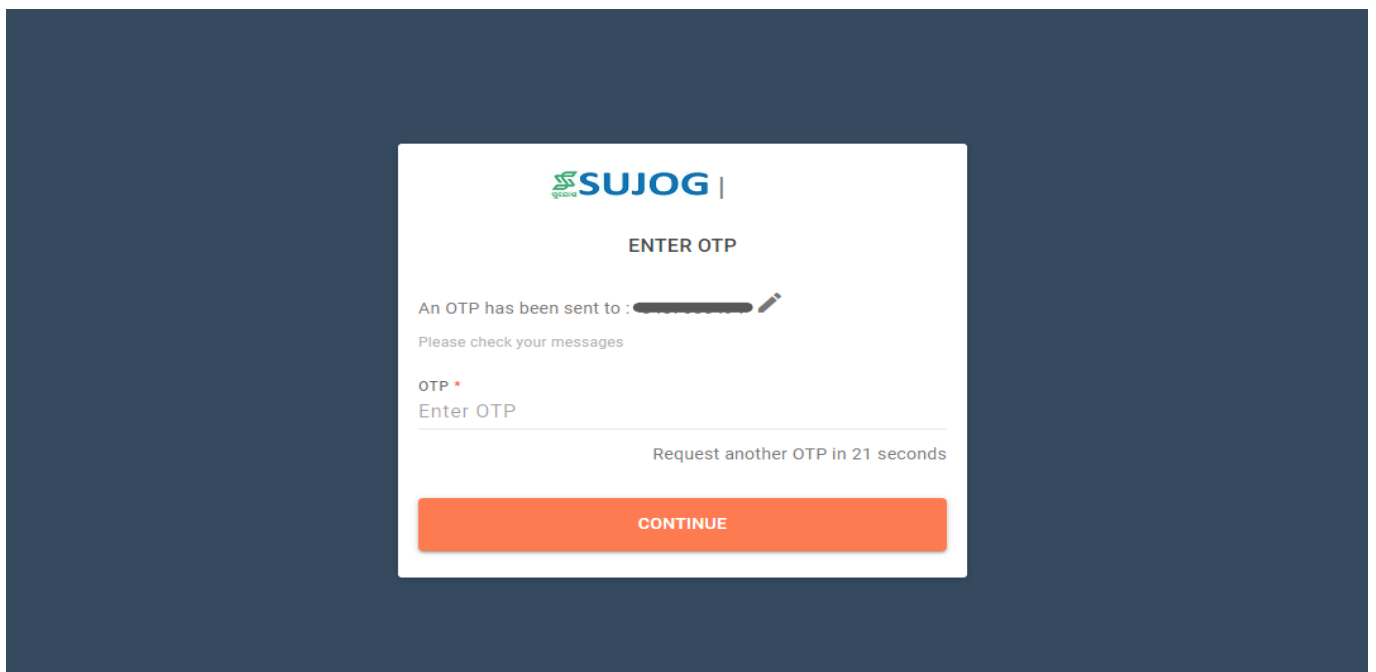 ସୁଯୋଗ SUJOG |
ENTER OTP
An OTP has been sent to :
Please check your messages
OTP *
Enter OTP
Request another OTP in 21 seconds
CONTINUE